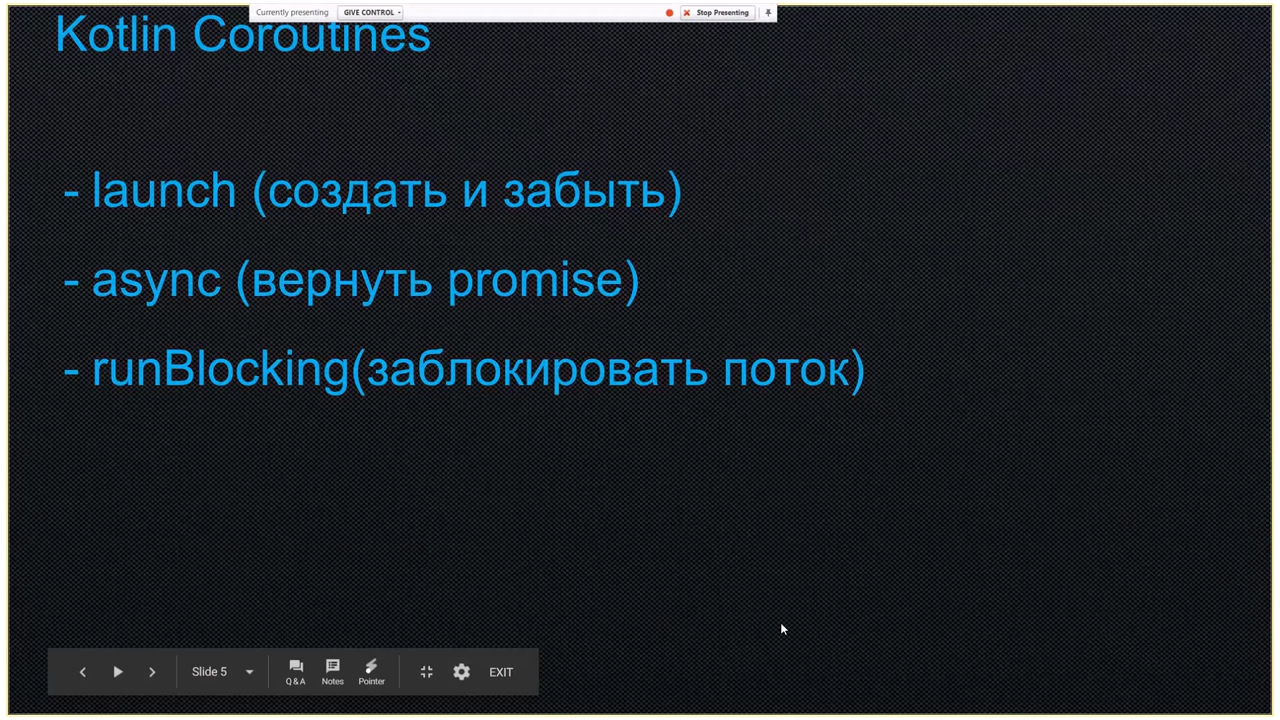 Currently presenting GIVE CONTROL Stop Presenting
Kotlin Coroutines
- launch (создать и забыть)
- async (вернуть promise)
- runBlocking(заблокировать поток)
Slide 5 Q & A Notes Pointer EXIT